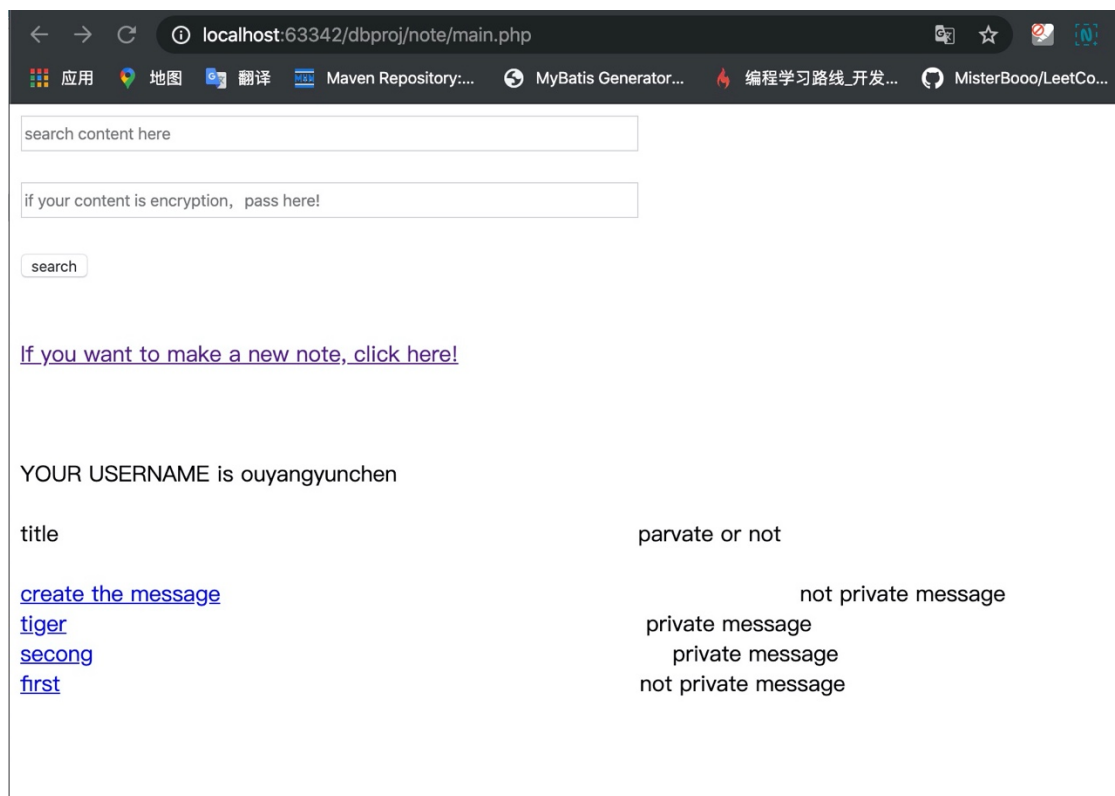 localhost:63342/dbproj/note/main.php
应用 地图 翻译 Maven Repository:... MyBatis Generator... 编程学习路线_开发... MisterBooo/LeetCo...
search content here
if your content is encryption，pass here!
search
If you want to make a new note, click here!
YOUR USERNAME is ouyangyunchen
title parvate or not
create the message not private message
tiger private message
secong private message
first not private message